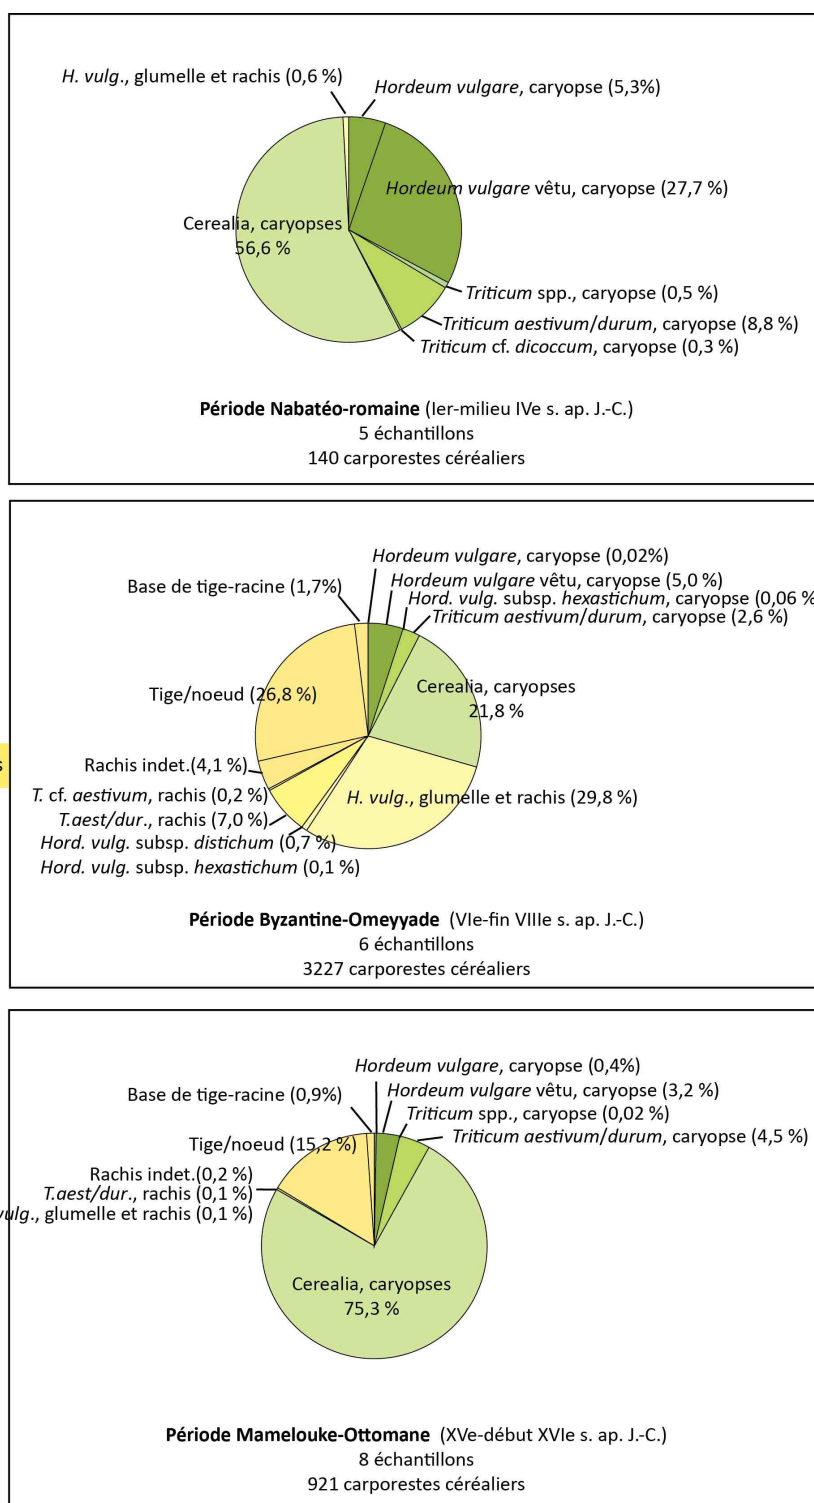 H. vulg., glumelle et rachis (0,6 %)
Hordeum vulgare, caryopse (5,3%)
Hordeum vulgare vêtu, caryopse (27,7 %)
Cerealia, caryopses
56,6 %
Triticum spp., caryopse (0,5 %)
Triticum aestivum/durum, caryopse (8,8 %)
Triticum cf. dicoccum, caryopse (0,3 %)
Période Nabatéo-romaine (Ier-milieu IVe s. ap. J.-C.)
5 échantillons
140 carporestes céréaliers
Hordeum vulgare, caryopse (0,02%)
Base de tige-racine (1,7%)
Hordeum vulgare vêtu, caryopse (5,0 %)
Hord. vulg. subsp. hexastichum, caryopse (0,06 %
Triticum aestivum/durum, caryopse (2,6 %)
Tige/noeud (26,8 %)
Cerealia, caryopses
21,8 %
s
Rachis indet.(4,1 %)
T. cf. aestivum, rachis (0,2 %)
H. vulg., glumelle et rachis (29,8 %)
T.aest/dur., rachis (7,0 %)
Hord. vulg. subsp. distichum (0,7 %)
Hord. vulg. subsp. hexastichum (0,1 %)
Période Byzantine-Omeyyade (VIe-fin VIIIe s. ap. J.-C.)
6 échantillons
3227 carporestes céréaliers
Hordeum vulgare, caryopse (0,4%)
Base de tige-racine (0,9%)
Hordeum vulgare vêtu, caryopse (3,2 %)
Triticum spp., caryopse (0,02 %)
Triticum aestivum/durum, caryopse (4,5 %)
Tige/noeud (15,2 %)
Rachis indet.(0,2 %)
T.aest/dur., rachis (0,1 %)
vulg., glumelle et rachis (0,1 %)
Cerealia, caryopses
75,3 %
Période Mamelouke-Ottomane (XVe-début XVIe s. ap. J.-C.)
8 échantillons
921 carporestes céréaliers